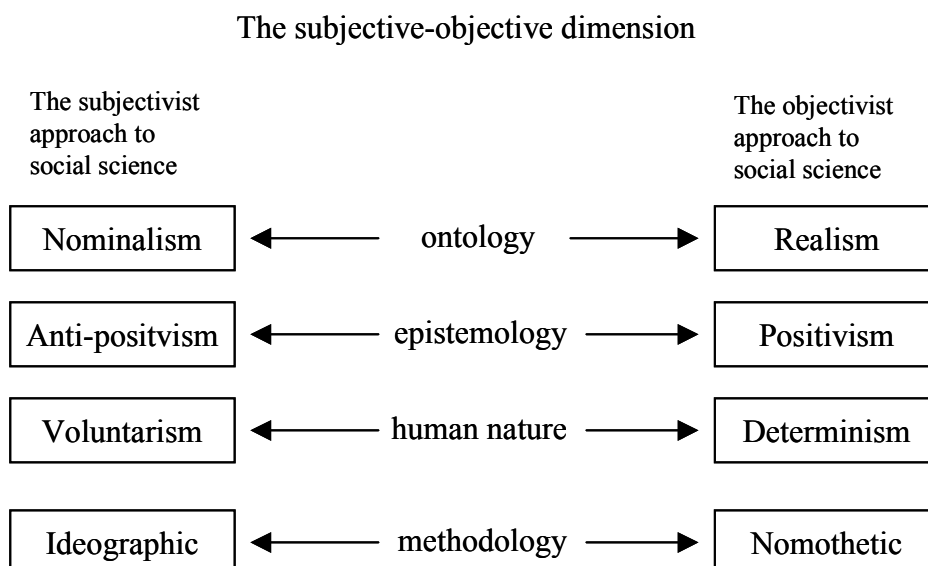 The subjective-objective dimension
The subjectivist
approach to
social science
The objectivist
approach to
social science
Nominalism ontology Realism
Anti-positvism epistemology Positivism
Voluntarism human nature Determinism
Ideographic methodology Nomothetic